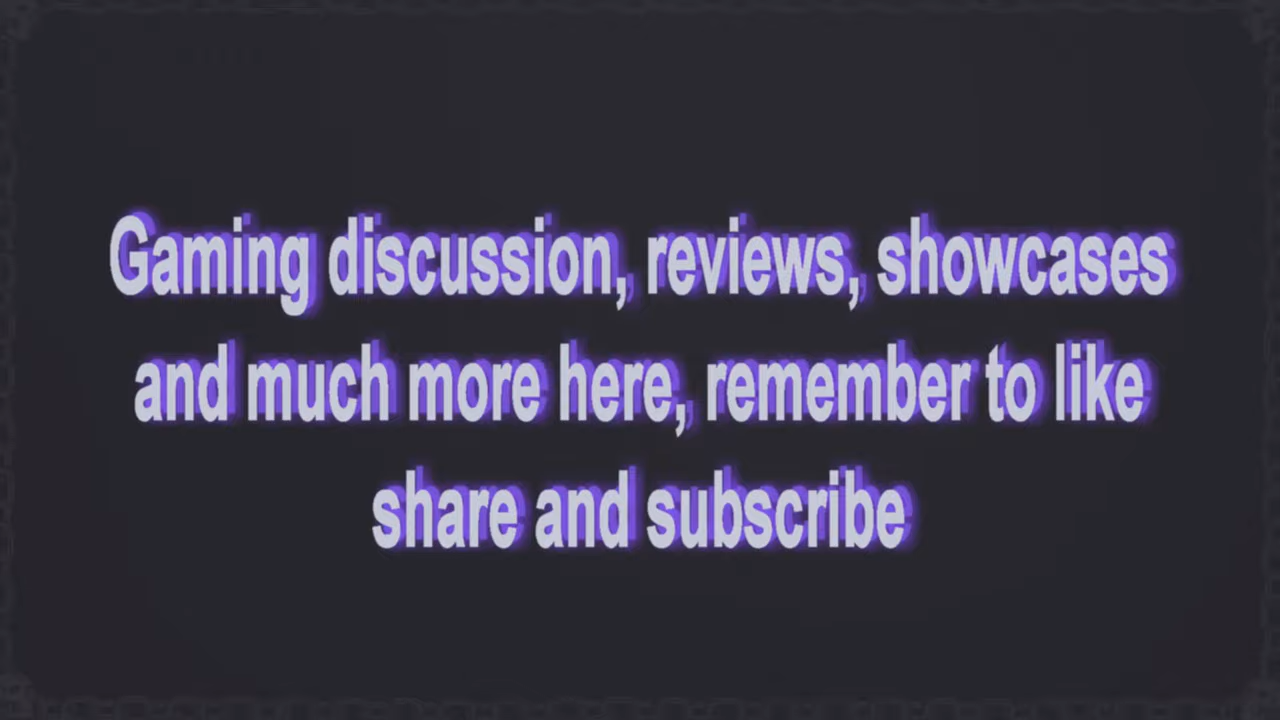 Gaming discussion, reviews, showcases
and much more here, remember to like
share and subscribe